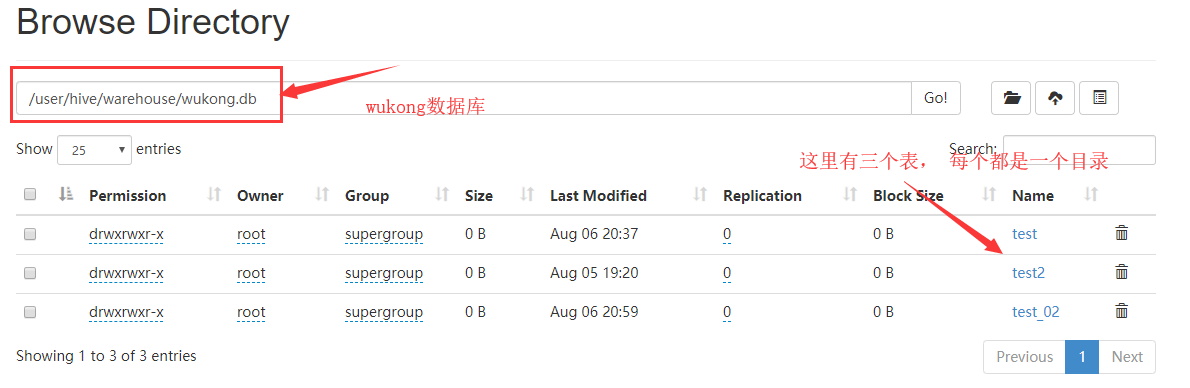 Browse Directory
/user/hive/warehouse/wukong.db
Go!
wukong数据库
Show 25 entries
Search:
这里有三个表， 每个都是一个目录
Permission Owner Group Size Last Modified Replication Block Size Name
drwxrwxr-x root supergroup 0 B Aug 06 20:37 0 0 B test
drwxrwxr-x root supergroup 0 B Aug 05 19:20 0 0 B test2
drwxrwxr-x root supergroup 0 B Aug 06 20:59 0 0 B test_02
Showing 1 to 3 of 3 entries
Previous 1 Next